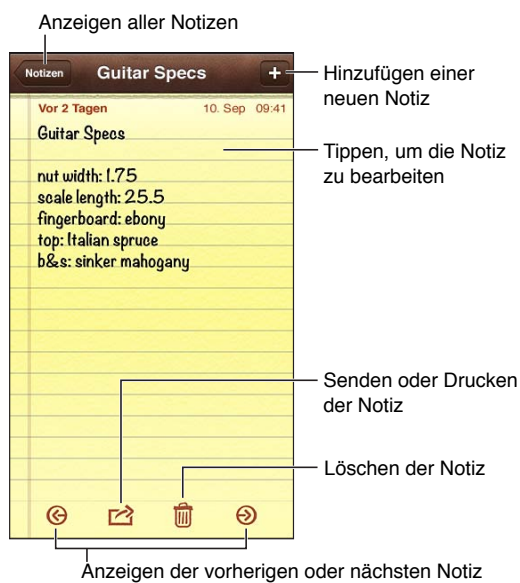 Anzeigen aller Notizen
Notizen Guitar Specs +
Hinzufügen einer
neuen Notiz
Vor 2 Tagen 10. Sep 09:41
Guitar Specs
Tippen, um die Notiz
zu bearbeiten
nut width: 1.75
scale length: 25.5
fingerboard: ebony
top: Italian spruce
b&s: sinker mahogany
Senden oder Drucken
der Notiz
Löschen der Notiz
Anzeigen der vorherigen oder nächsten Notiz